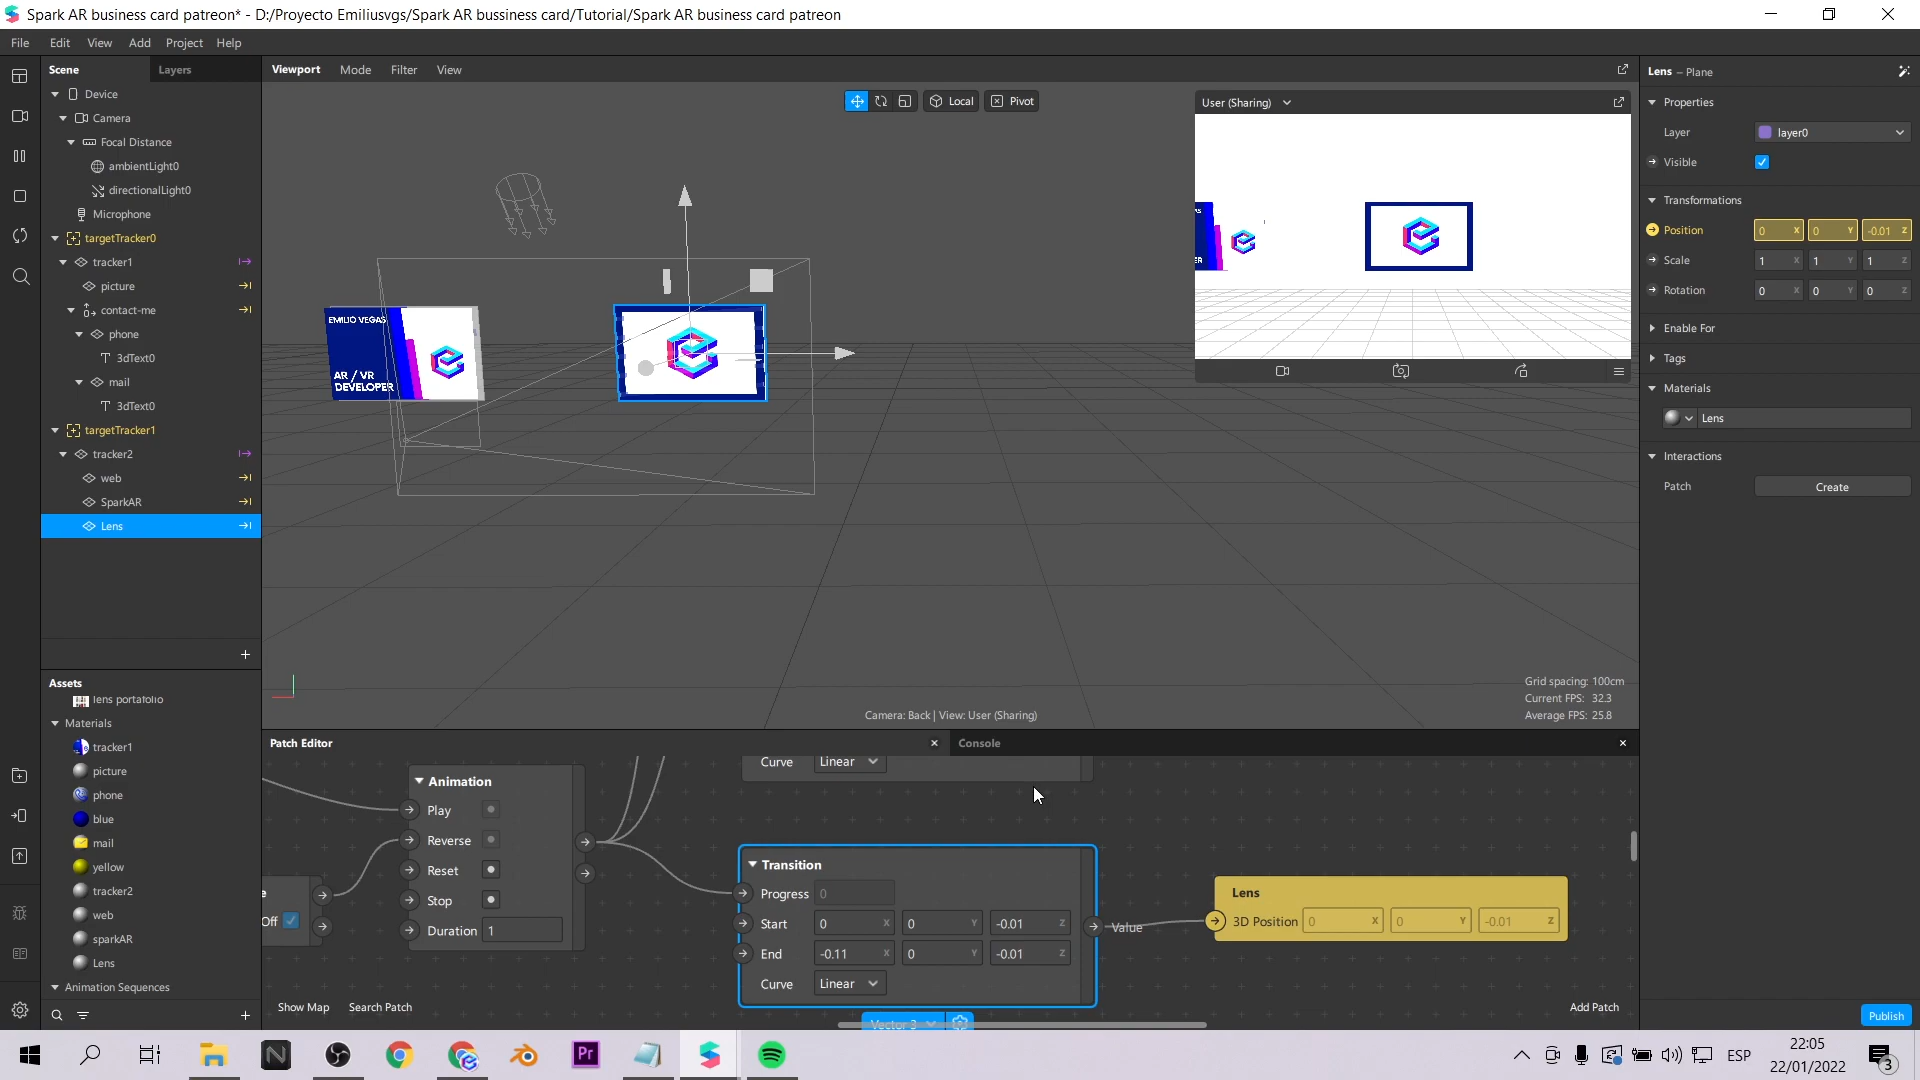 Spark AR business card patreon* - D:/Proyecto Emiliusvgs/Spark AR bussiness card/Tutorial/Spark AR business card patreon
File Edit View Add Project Help
Scene Layers
Device
Camera
Focal Distance
ambientLight0
directionalLight0
Microphone
targetTracker0
tracker1
picture
contact-me
phone
3dText0
mail
3dText0
targetTracker1
tracker2
web
SparkAR
Lens
Assets
lens portafolio
Materials
tracker1
picture
phone
blue
mail
yellow
tracker2
web
sparkAR
Lens
Animation Sequences
Viewport Mode Filter View
Local Pivot
EMILIO VEGAS
AR / VR
DEVELOPER
User (Sharing)
Grid spacing: 100cm
Current FPS: 32.3
Average FPS: 25.8
Camera: Back | View: User (Sharing)
Lens – Plane
Properties
Layer layer0
Visible
Transformations
Position 0 X 0 Y -0.01 Z
Scale 1 X 1 Y 1 Z
Rotation 0 X 0 Y 0 Z
Enable For
Tags
Materials
Lens
Interactions
Patch Create
Patch Editor
Console
Curve Linear
Animation
Play
Reverse
Reset
Stop
Duration 1
e
Off
Transition
Progress 0
Start 0 X 0 Y -0.01 Z
End -0.11 X 0 Y -0.01 Z
Curve Linear
Value
Vector 3
Lens
3D Position 0 X 0 Y -0.01 Z
Show Map Search Patch
Add Patch
Publish
N
Pr
ESP
22:05
22/01/2022
3